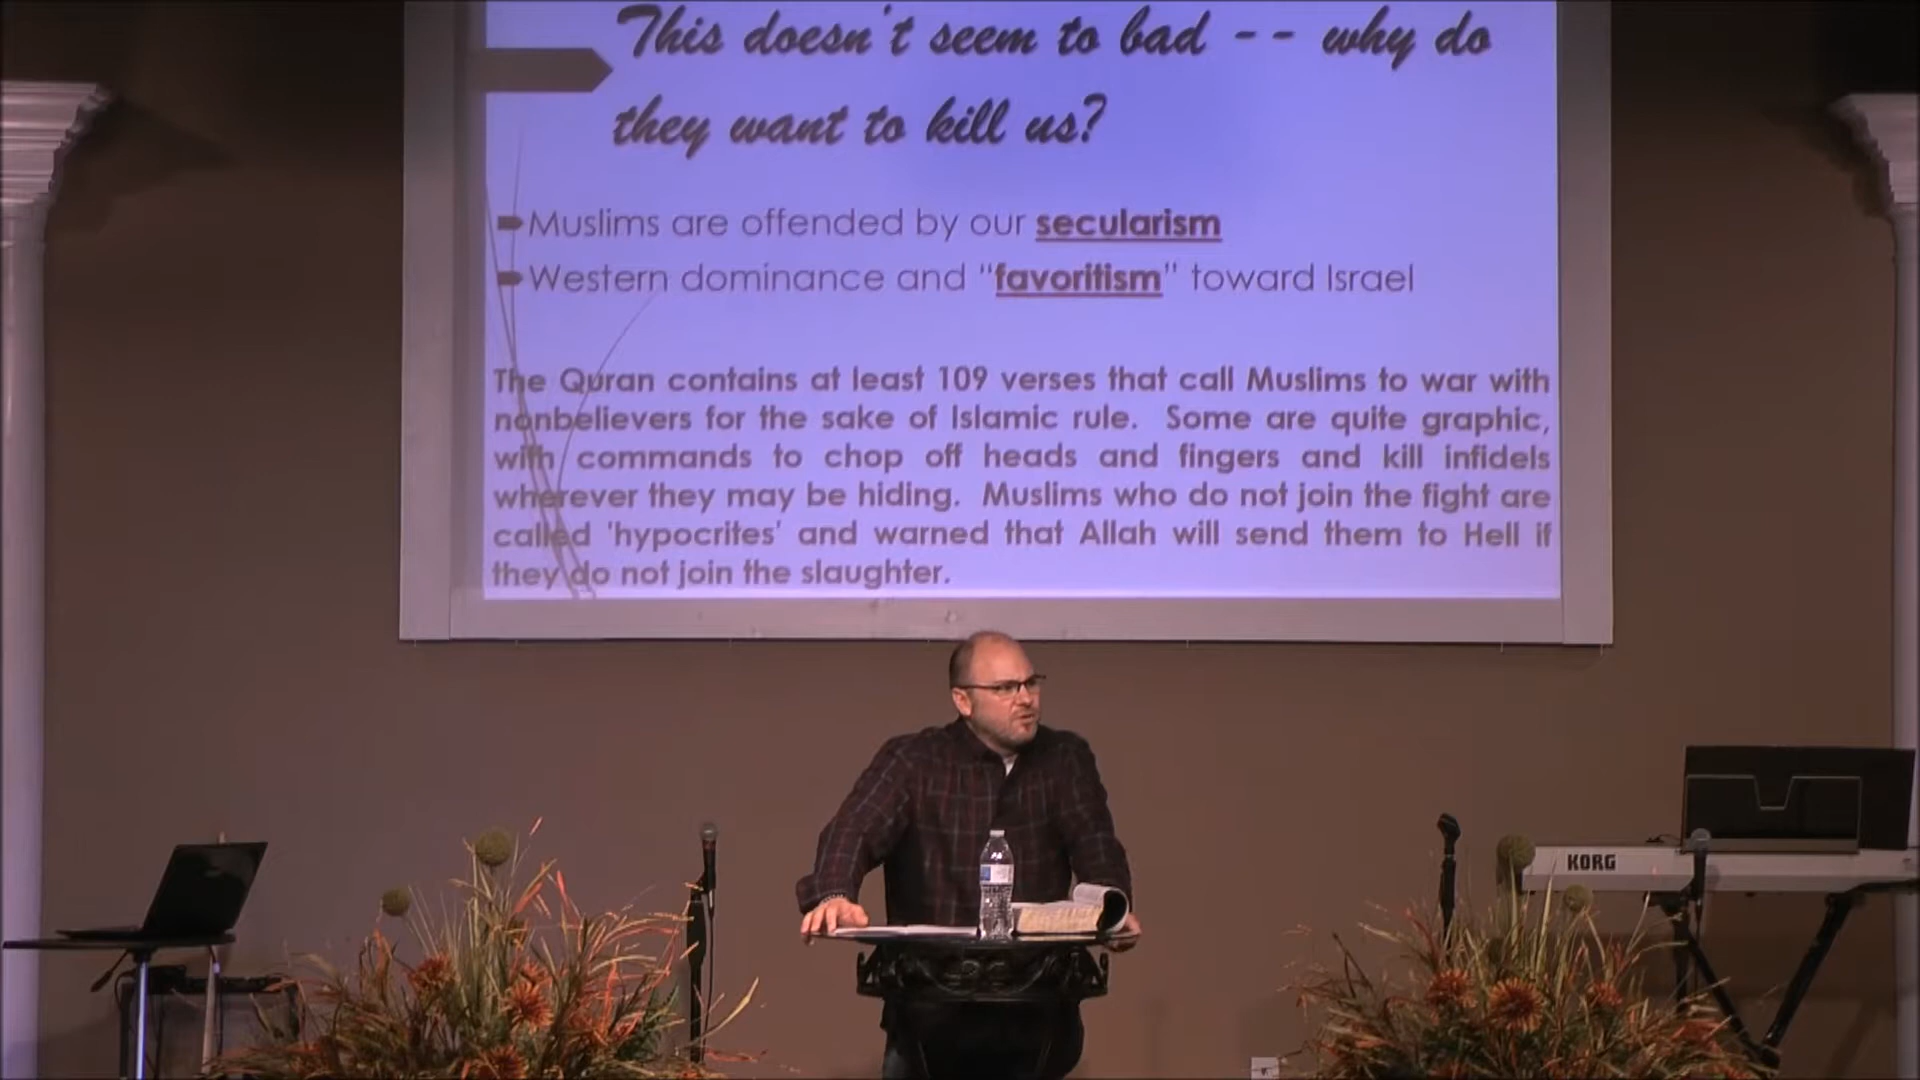 This doesn't seem to bad -- why do
they want to kill us?
Muslims are offended by our secularism
Western dominance and "favoritism" toward Israel
The Quran contains at least 109 verses that call Muslims to war with
nonbelievers for the sake of Islamic rule. Some are quite graphic,
with commands to chop off heads and fingers and kill infidels
wherever they may be hiding. Muslims who do not join the fight are
called 'hypocrites' and warned that Allah will send them to Hell if
they do not join the slaughter.
KORG